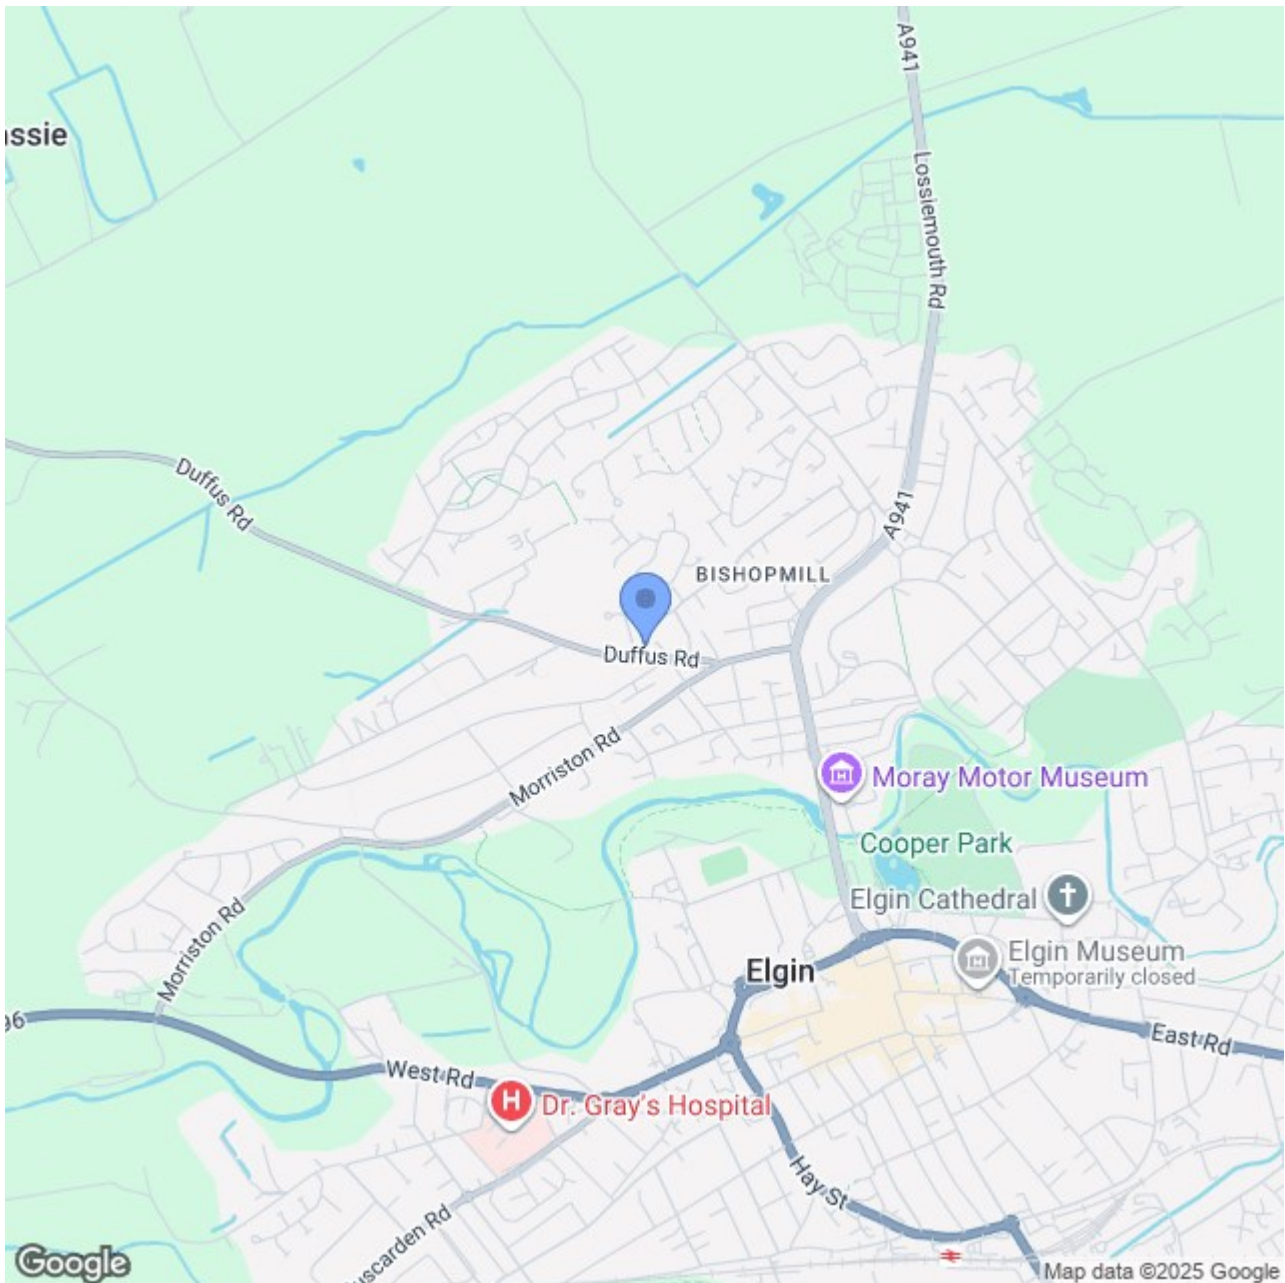 A941
ssie
Lossiemouth Rd
Duffus Rd
A941
BISHOPMILL
Duffus Rd
Morriston Rd
Moray Motor Museum
Cooper Park
Elgin Cathedral
Morriston Rd
Elgin Museum
Temporarily closed
Elgin
96
East Rd
West Rd
H
Dr. Gray's Hospital
Hay St
uscarden Rd
Google
Map data ©2025 Google